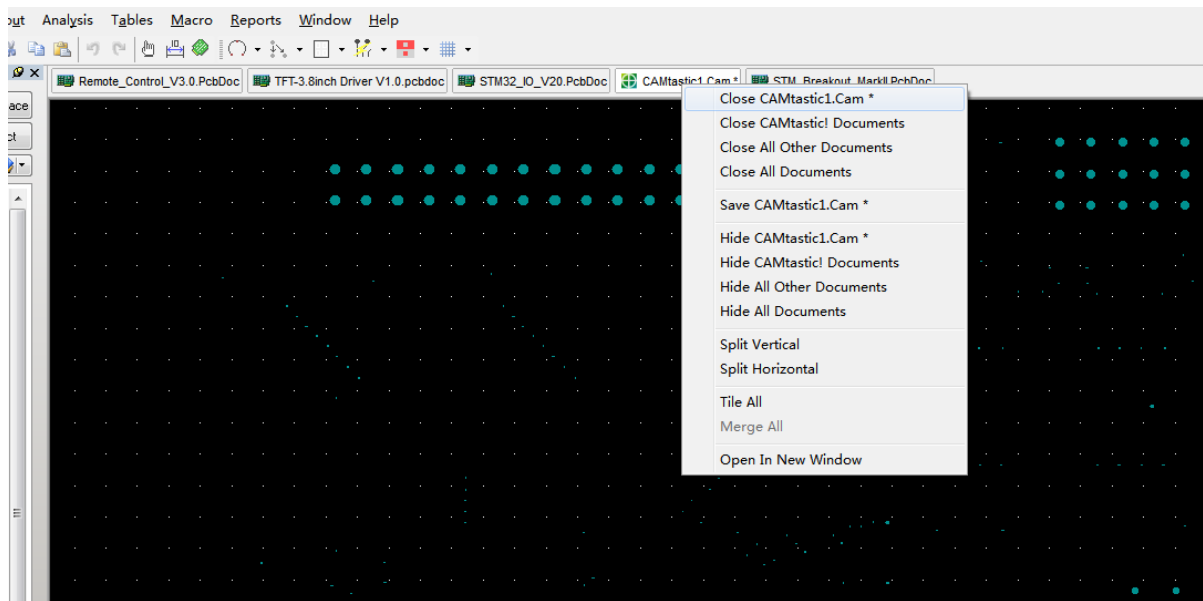 out Analysis Tables Macro Reports Window Help
Remote_Control_V3.0.PcbDoc TFT-3.8inch Driver V1.0.pcbdoc STM32_IO_V20.PcbDoc CAMtastic1.Cam * STM_Breakout_MarkII.PcbDoc
ace
ct
Close CAMtastic1.Cam *
Close CAMtastic! Documents
Close All Other Documents
Close All Documents
Save CAMtastic1.Cam *
Hide CAMtastic1.Cam *
Hide CAMtastic! Documents
Hide All Other Documents
Hide All Documents
Split Vertical
Split Horizontal
Tile All
Merge All
Open In New Window